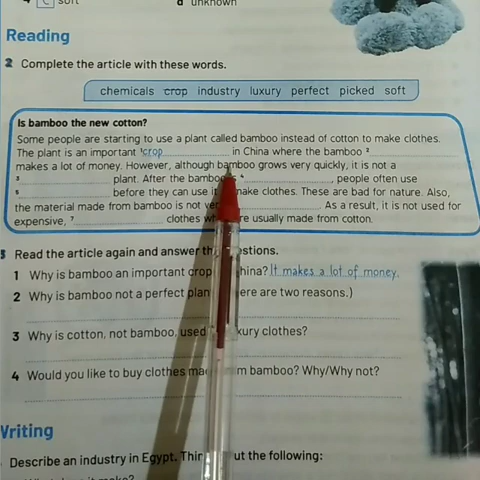 soft
d unknown
Reading
2 Complete the article with these words.
chemicals crop industry luxury perfect picked soft
Is bamboo the new cotton?
Some people are starting to use a plant called bamboo instead of cotton to make clothes.
The plant is an important 1 crop in China where the bamboo 2
makes a lot of money. However, although bamboo grows very quickly, it is not a
3 plant. After the bamboo 4 , people often use
5 before they can use it make clothes. These are bad for nature. Also,
the material made from bamboo is not . As a result, it is not used for
expensive, 7 clothes usually made from cotton.
3 Read the article again and answer
1 Why is bamboo an important crop It makes a lot of money.
2 Why is bamboo not a perfect are two reasons.)
3 Why is cotton, not bamboo, used clothes?
4 Would you like to buy clothes bamboo? Why/Why not?
Writing
Describe an industry in Egypt. the following: